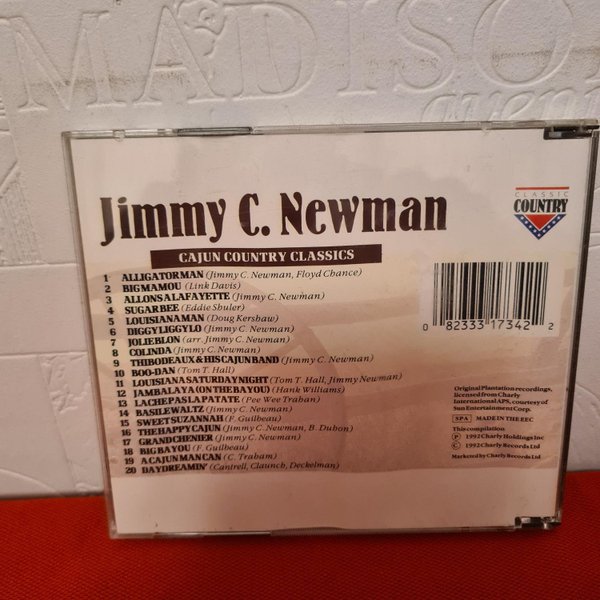 MADISO
avenu
Jimmy C. Newman
CLASSIC
COUNTRY
CAJUN COUNTRY CLASSICS
1 ALLIGATOR MAN (Jimmy C. Newman, Floyd Chance)
2 BIG MAMOU (Link Davis)
3 ALLONS A LAFAYETTE (Jimmy C. Newman)
4 SUGAR BEE (Eddie Shuler)
5 LOUISIANA MAN (Doug Kershaw)
6 DIGGY LIGGY LO (Jimmy C. Newman)
7 JOLIE BLON (arr. Jimmy C. Newman)
8 COLINDA (Jimmy C. Newman)
9 THIBODEAUX & HIS CAJUN BAND (Jimmy C. Newman)
10 BOO-DAN (Tom T. Hall)
11 LOUISIANA SATURDAY NIGHT (Tom T. Hall, Jimmy Newman)
12 JAMBALAYA (ON THE BAYOU) (Hank Williams)
13 LACHE PAS LA PATATE (Pee Wee Traban)
14 BASILE WALTZ (Jimmy C. Newman)
15 SWEET SUZANNAH (F. Guilbeau)
16 THE HAPPY CAJUN (Jimmy C. Newman, B. Dubon)
17 GRAND CHENIER (Jimmy C. Newman)
18 BIG BAYOU (F. Guilbeau)
19 A CAJUN MAN CAN (C. Traham)
20 DAYDREAMIN' (Cantrell, Claunch, Deckelman)
0 82333 17342 2
Original Plantation recordings,
licensed from Charly
International APS, courtesy of
Sun Entertainment Corp.
SPA MADE IN THE EEC
This compilation
℗ 1992 Charly Holdings Inc
© 1992 Charly Records Ltd
Marketed by Charly Records Ltd